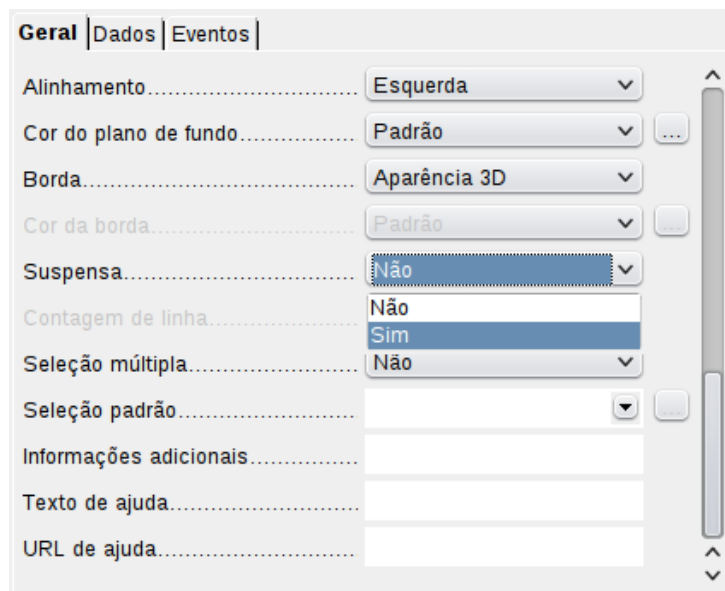 Geral Dados Eventos
Alinhamento................................ Esquerda
Cor do plano de fundo................. Padrão ...
Borda........................................ Aparência 3D
Cor da borda.............................. Padrão ...
Suspensa................................... Não
Não
Contagem de linha.......................
Sim
Seleção múltipla......................... Não
Seleção padrão........................... ...
Informações adicionais................
Texto de ajuda............................
URL de ajuda..............................